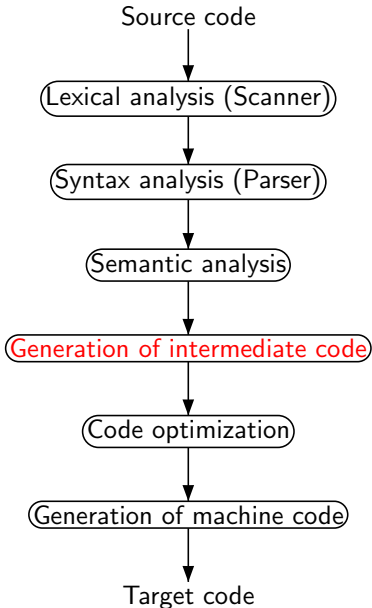 Source code
Lexical analysis (Scanner)
Syntax analysis (Parser)
Semantic analysis
Generation of intermediate code
Code optimization
Generation of machine code
Target code